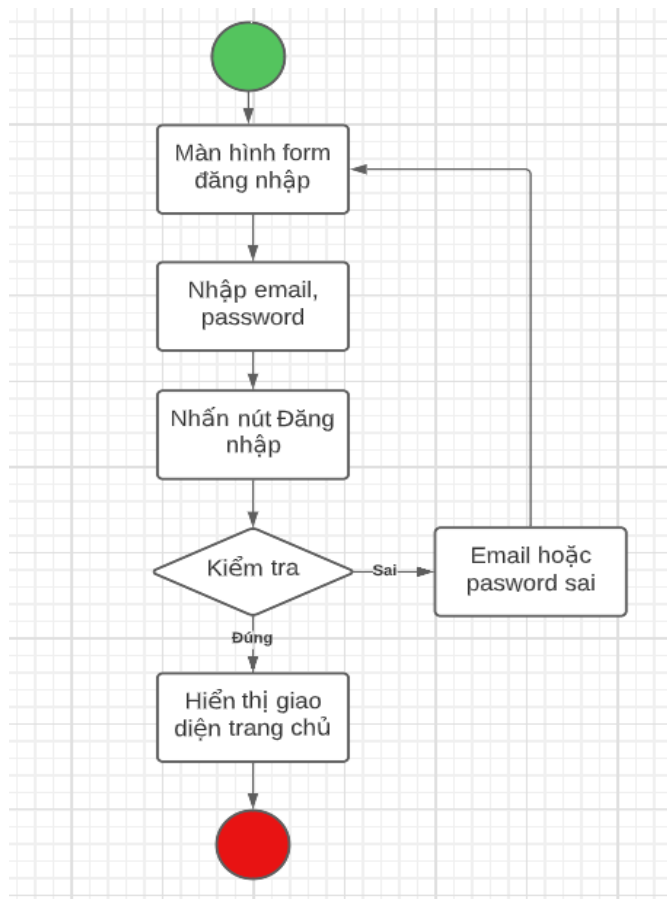 Màn hình form
đăng nhập
Nhập email,
password
Nhấn nút Đăng
nhập
Kiểm tra
Sai
Email hoặc
pasword sai
Đúng
Hiển thị giao
diện trang chủ